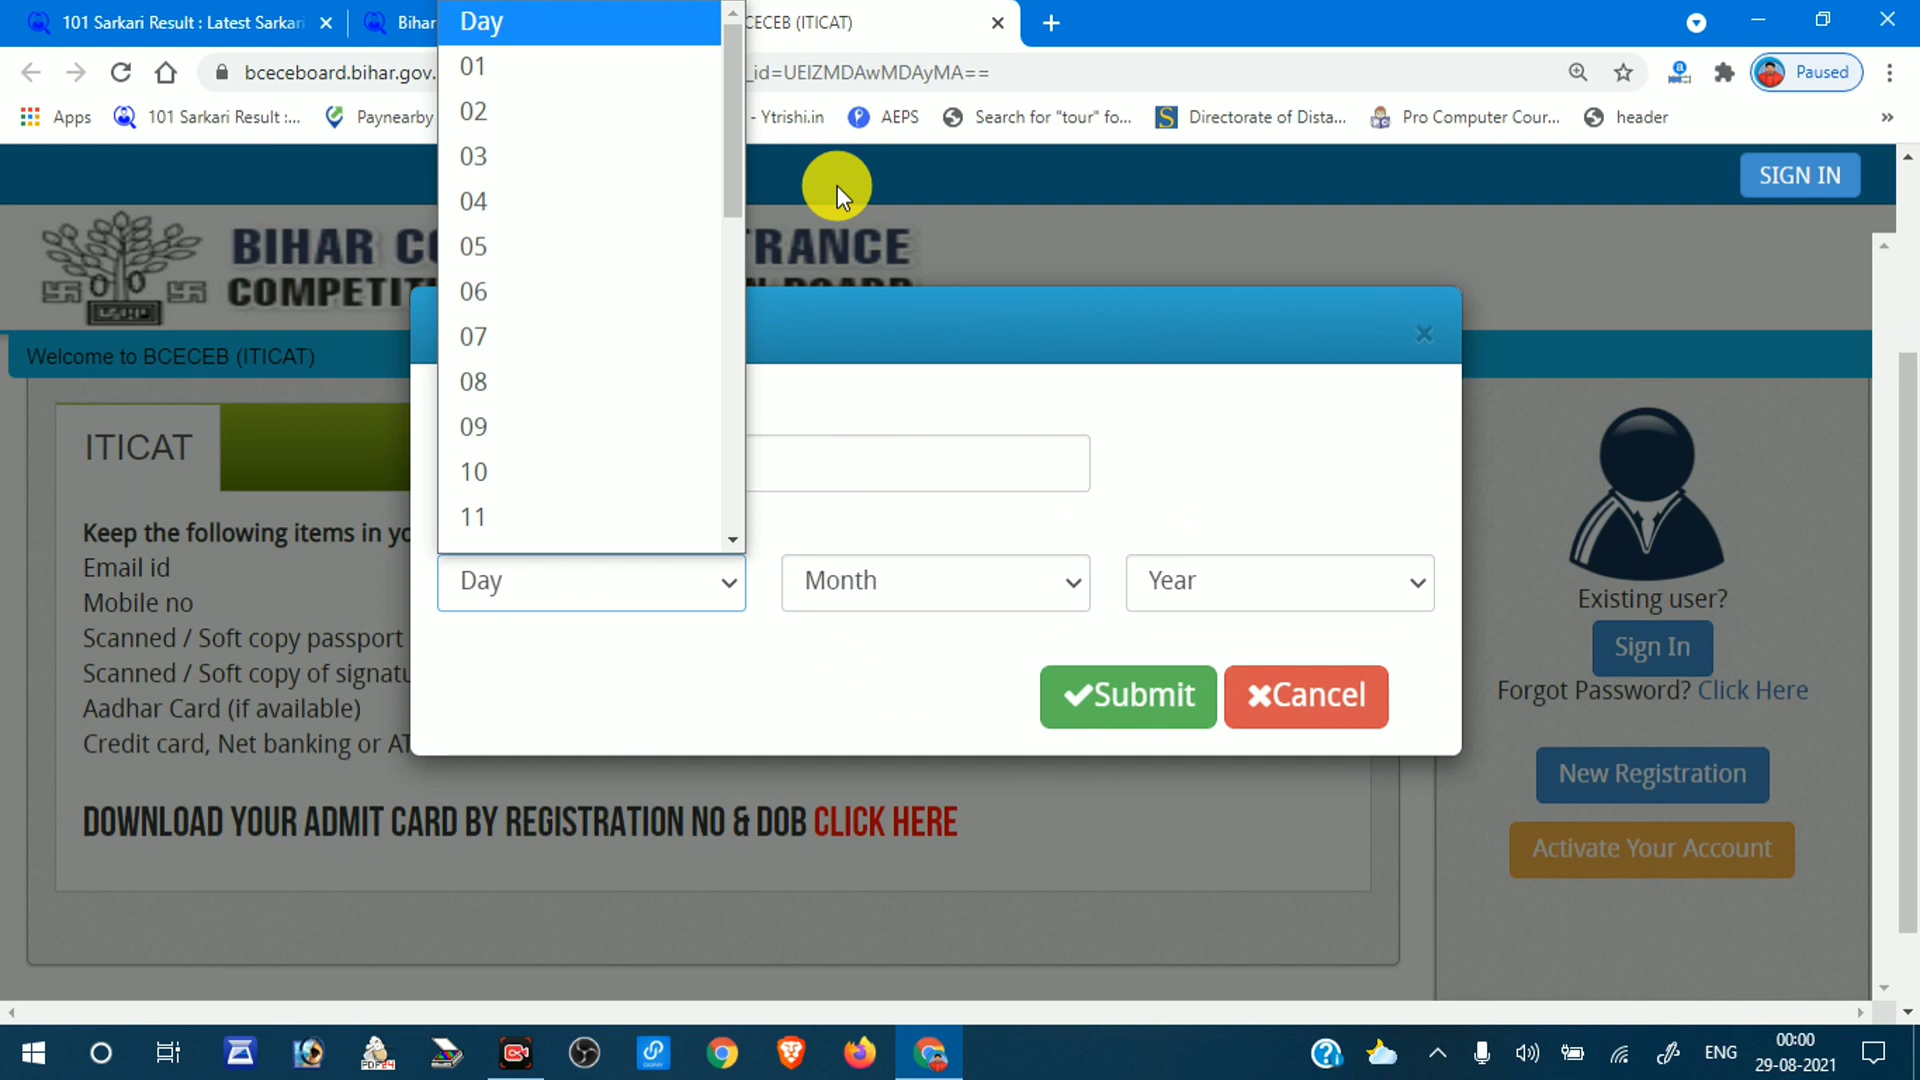 101 Sarkari Result : Latest Sarkari
Bihar
CECEB (ITICAT)
bceceboard.bihar.gov.
_id=UEIZMDAwMDAyMA==
Paused
Apps
101 Sarkari Result :...
Paynearby
- Ytrishi.in
AEPS
Search for "tour" fo...
Directorate of Dista...
Pro Computer Cour...
header
»
Day
01
02
03
04
05
06
07
08
09
10
11
SIGN IN
BIHAR CO
RANCE
COMPETIT
Welcome to BCECEB (ITICAT)
ITICAT
Keep the following items in yo
Email id
Mobile no
Scanned / Soft copy passport
Scanned / Soft copy of signatu
Aadhar Card (if available)
Credit card, Net banking or AT
DOWNLOAD YOUR ADMIT CARD BY REGISTRATION NO & DOB CLICK HERE
Day
Month
Year
Submit
Cancel
Existing user?
Sign In
Forgot Password? Click Here
New Registration
Activate Your Account
ENG
00:00
29-08-2021